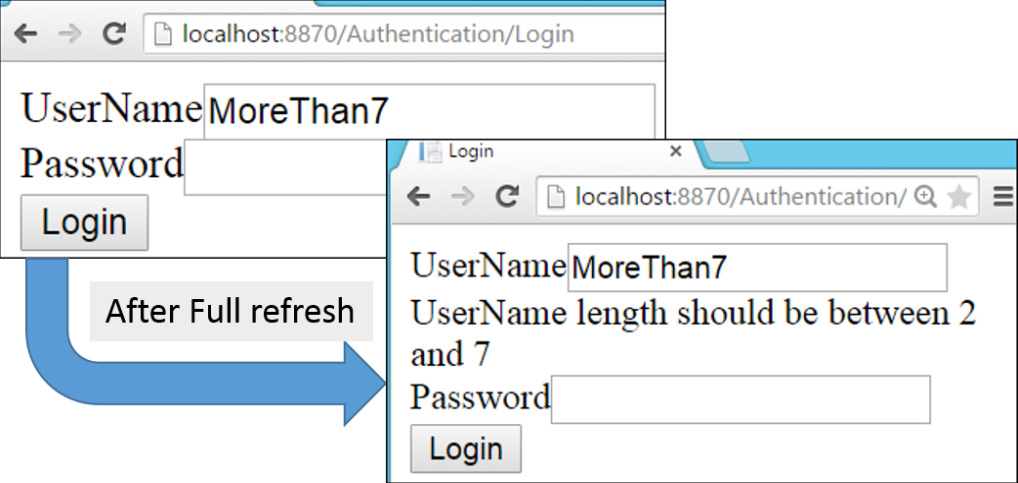 localhost:8870/Authentication/Login
UserName MoreThan7
Password
Login
After Full refresh
Login
localhost:8870/Authentication/
UserName MoreThan7
UserName length should be between 2
and 7
Password
Login